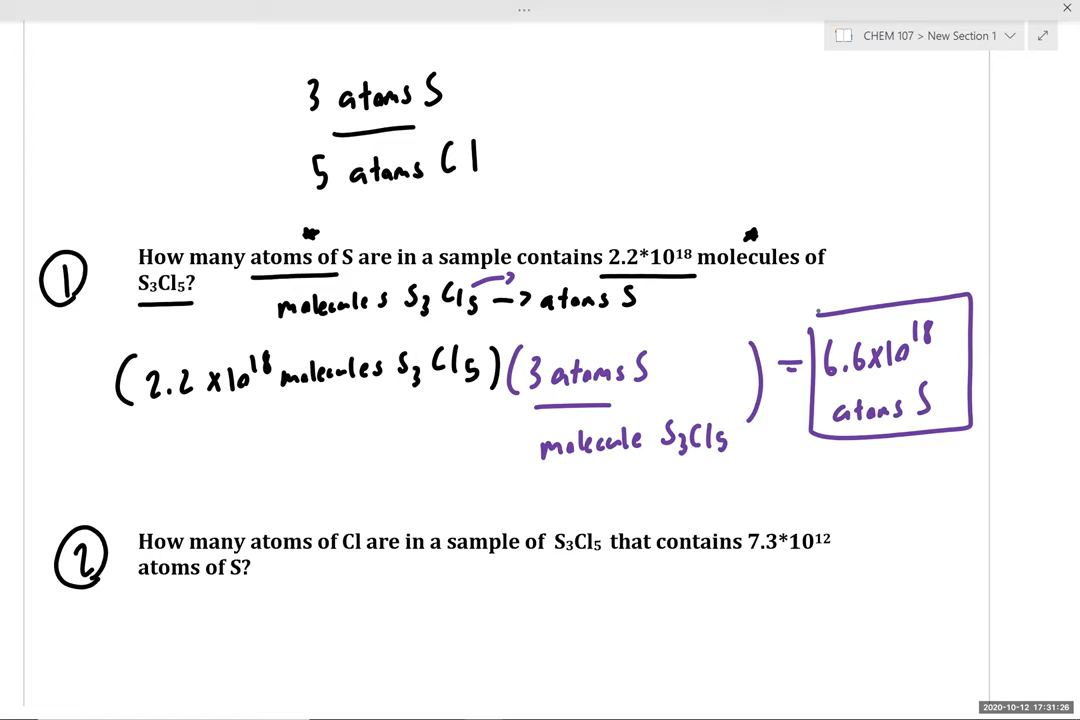 CHEM 107 > New Section 1
3 atoms S
5 atoms Cl
①
How many atoms of S are in a sample contains 2.2*10¹⁸ molecules of
S₃Cl₅?
molecules S₃Cl₅ -> atoms S
(2.2 x10¹⁸ molecules S₃Cl₅) (3 atoms S
molecule S₃Cl₅) = 6.6x10¹⁸
atoms S
②
How many atoms of Cl are in a sample of S₃Cl₅ that contains 7.3*10¹²
atoms of S?
2020-10-12 17:31:26